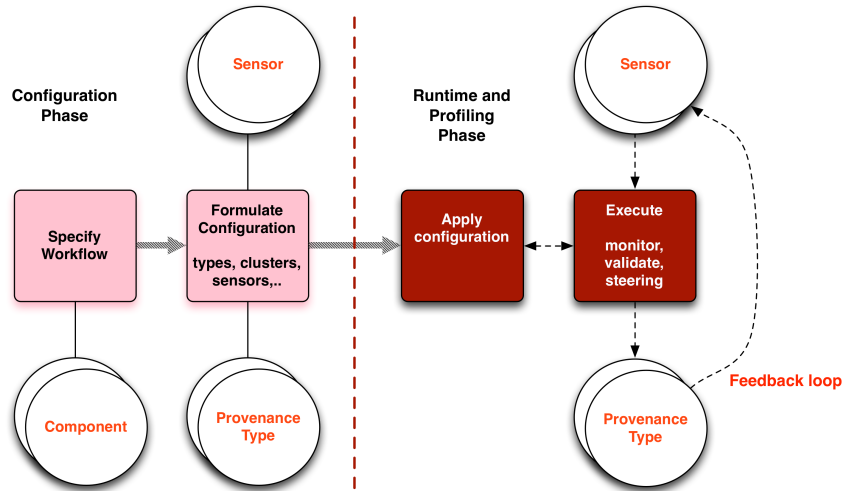 Configuration
Phase
Sensor
Specify
Workflow
Formulate
Configuration
types, clusters,
sensors,..
Component
Provenance
Type
Runtime and
Profiling
Phase
Sensor
Apply
configuration
Execute
monitor,
validate,
steering
Provenance
Type
Feedback loop